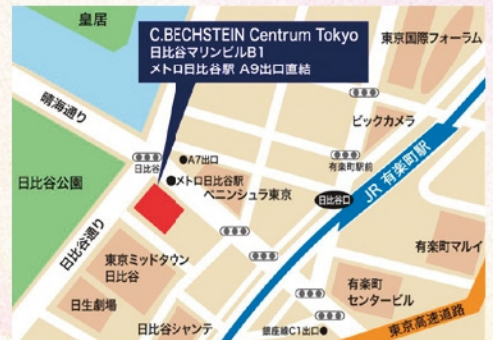 皇居
C.BECHSTEIN Centrum Tokyo
日比谷マリンビルB1
メトロ日比谷駅 A9出口直結
東京国際フォーラム
晴海通り
ビックカメラ
日比谷
●A7出口
有楽町駅前
JR 有楽町駅
日比谷公園
●メトロ日比谷駅
ペニンシュラ東京
日比谷口
日比谷通り
東京ミッドタウン
日比谷
有楽町マルイ
日生劇場
有楽町
センタービル
日比谷シャンテ
銀座線C1出口●
東京高速道路